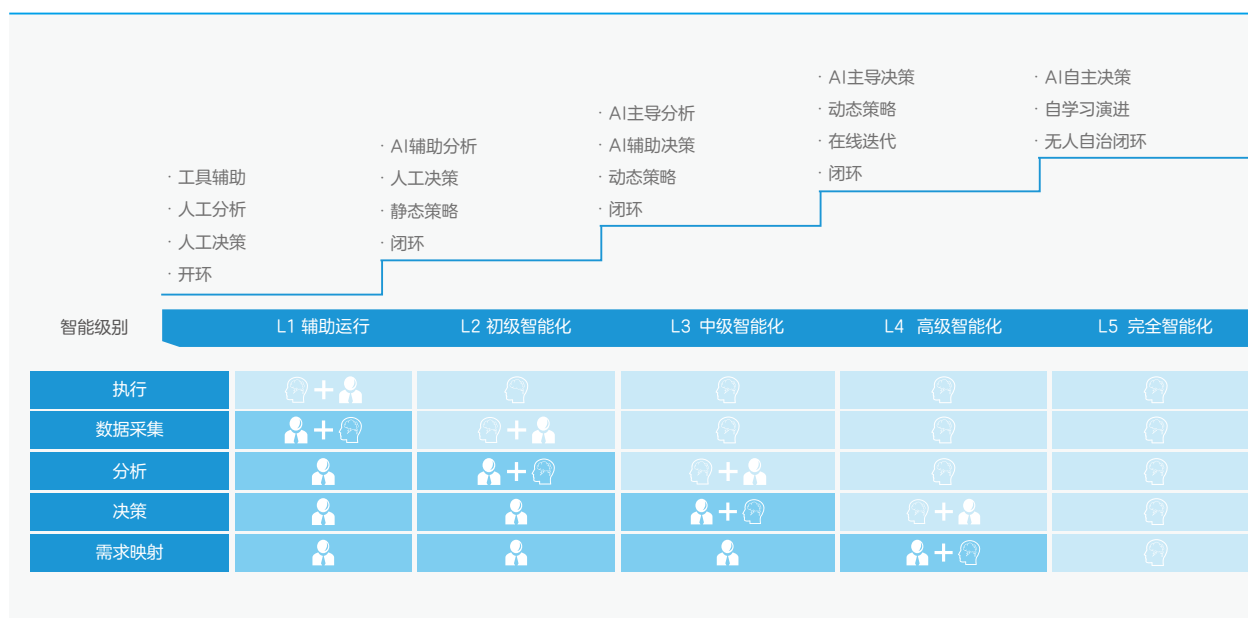 · 工具辅助
· 人工分析
· 人工决策
· 开环
· AI辅助分析
· 人工决策
· 静态策略
· 闭环
· AI主导分析
· AI辅助决策
· 动态策略
· 闭环
· AI主导决策
· 动态策略
· 在线迭代
· 闭环
· AI自主决策
· 自学习演进
· 无人自治闭环
智能级别 L1 辅助运行 L2 初级智能化 L3 中级智能化 L4 高级智能化 L5 完全智能化
执行
数据采集
分析
决策
需求映射